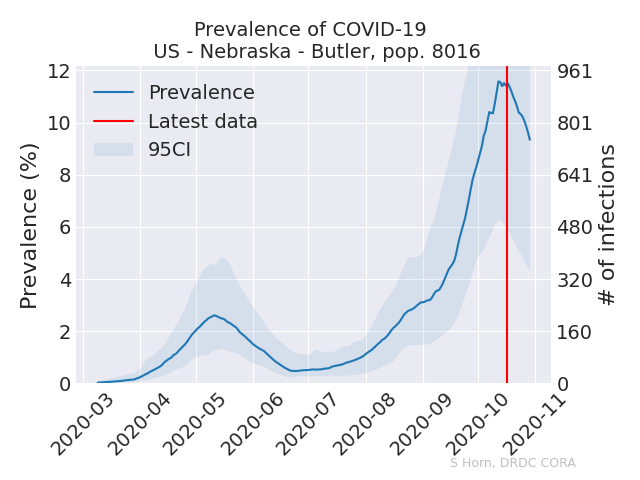 Prevalence of COVID-19
US - Nebraska - Butler, pop. 8016
Prevalence
Latest data
95CI
Prevalence (%)
12
10
8
6
4
2
0
961
801
641
480
320
160
0
# of infections
2020-03
2020-04
2020-05
2020-06
2020-07
2020-08
2020-09
2020-10
2020-11
S Horn, DRDC CORA